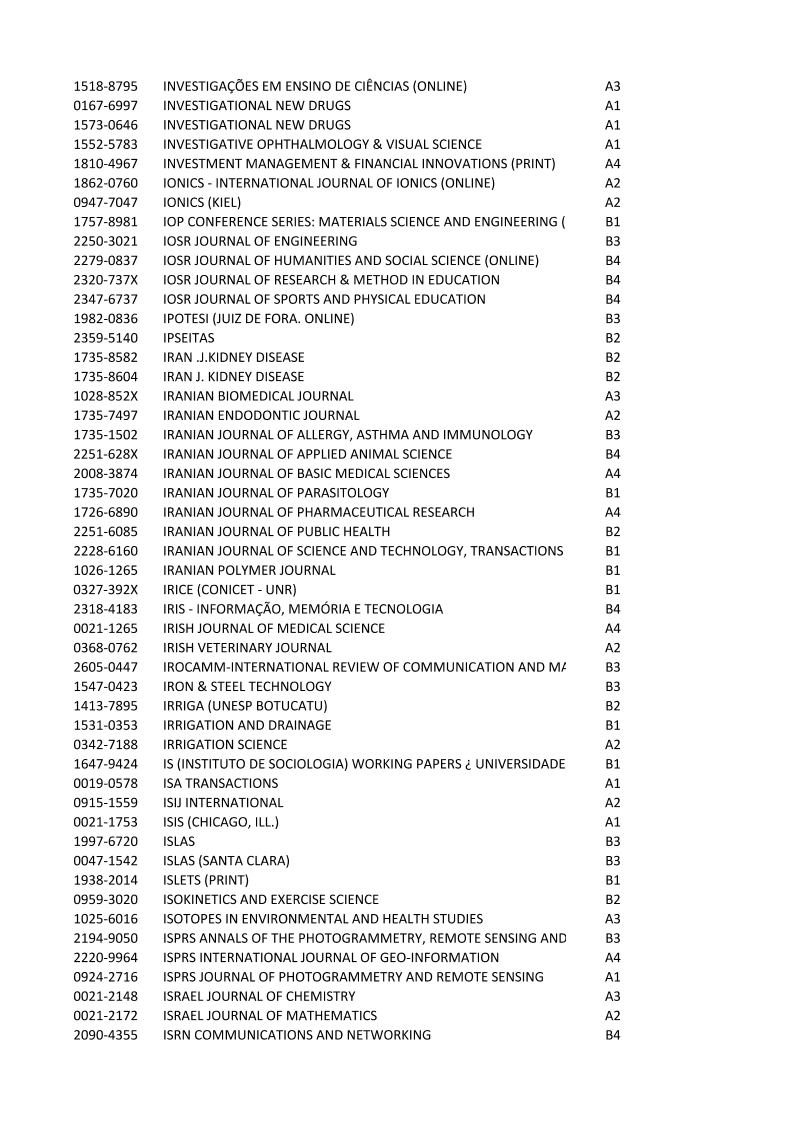 1518-8795 INVESTIGAÇÕES EM ENSINO DE CIÊNCIAS (ONLINE) A3
0167-6997 INVESTIGATIONAL NEW DRUGS A1
1573-0646 INVESTIGATIONAL NEW DRUGS A1
1552-5783 INVESTIGATIVE OPHTHALMOLOGY & VISUAL SCIENCE A1
1810-4967 INVESTMENT MANAGEMENT & FINANCIAL INNOVATIONS (PRINT) A4
1862-0760 IONICS - INTERNATIONAL JOURNAL OF IONICS (ONLINE) A2
0947-7047 IONICS (KIEL) A2
1757-8981 IOP CONFERENCE SERIES: MATERIALS SCIENCE AND ENGINEERING ( B1
2250-3021 IOSR JOURNAL OF ENGINEERING B3
2279-0837 IOSR JOURNAL OF HUMANITIES AND SOCIAL SCIENCE (ONLINE) B4
2320-737X IOSR JOURNAL OF RESEARCH & METHOD IN EDUCATION B4
2347-6737 IOSR JOURNAL OF SPORTS AND PHYSICAL EDUCATION B4
1982-0836 IPOTESI (JUIZ DE FORA. ONLINE) B3
2359-5140 IPSEITAS B2
1735-8582 IRAN .J.KIDNEY DISEASE B2
1735-8604 IRAN J. KIDNEY DISEASE B2
1028-852X IRANIAN BIOMEDICAL JOURNAL A3
1735-7497 IRANIAN ENDODONTIC JOURNAL A2
1735-1502 IRANIAN JOURNAL OF ALLERGY, ASTHMA AND IMMUNOLOGY B3
2251-628X IRANIAN JOURNAL OF APPLIED ANIMAL SCIENCE B4
2008-3874 IRANIAN JOURNAL OF BASIC MEDICAL SCIENCES A4
1735-7020 IRANIAN JOURNAL OF PARASITOLOGY B1
1726-6890 IRANIAN JOURNAL OF PHARMACEUTICAL RESEARCH A4
2251-6085 IRANIAN JOURNAL OF PUBLIC HEALTH B2
2228-6160 IRANIAN JOURNAL OF SCIENCE AND TECHNOLOGY, TRANSACTIONS B1
1026-1265 IRANIAN POLYMER JOURNAL B1
0327-392X IRICE (CONICET - UNR) B1
2318-4183 IRIS - INFORMAÇÃO, MEMÓRIA E TECNOLOGIA B4
0021-1265 IRISH JOURNAL OF MEDICAL SCIENCE A4
0368-0762 IRISH VETERINARY JOURNAL A2
2605-0447 IROCAMM-INTERNATIONAL REVIEW OF COMMUNICATION AND MA B3
1547-0423 IRON & STEEL TECHNOLOGY B3
1413-7895 IRRIGA (UNESP BOTUCATU) B2
1531-0353 IRRIGATION AND DRAINAGE B1
0342-7188 IRRIGATION SCIENCE A2
1647-9424 IS (INSTITUTO DE SOCIOLOGIA) WORKING PAPERS ¿ UNIVERSIDADE B1
0019-0578 ISA TRANSACTIONS A1
0915-1559 ISIJ INTERNATIONAL A2
0021-1753 ISIS (CHICAGO, ILL.) A1
1997-6720 ISLAS B3
0047-1542 ISLAS (SANTA CLARA) B3
1938-2014 ISLETS (PRINT) B1
0959-3020 ISOKINETICS AND EXERCISE SCIENCE B2
1025-6016 ISOTOPES IN ENVIRONMENTAL AND HEALTH STUDIES A3
2194-9050 ISPRS ANNALS OF THE PHOTOGRAMMETRY, REMOTE SENSING AND B3
2220-9964 ISPRS INTERNATIONAL JOURNAL OF GEO-INFORMATION A4
0924-2716 ISPRS JOURNAL OF PHOTOGRAMMETRY AND REMOTE SENSING A1
0021-2148 ISRAEL JOURNAL OF CHEMISTRY A3
0021-2172 ISRAEL JOURNAL OF MATHEMATICS A2
2090-4355 ISRN COMMUNICATIONS AND NETWORKING B4